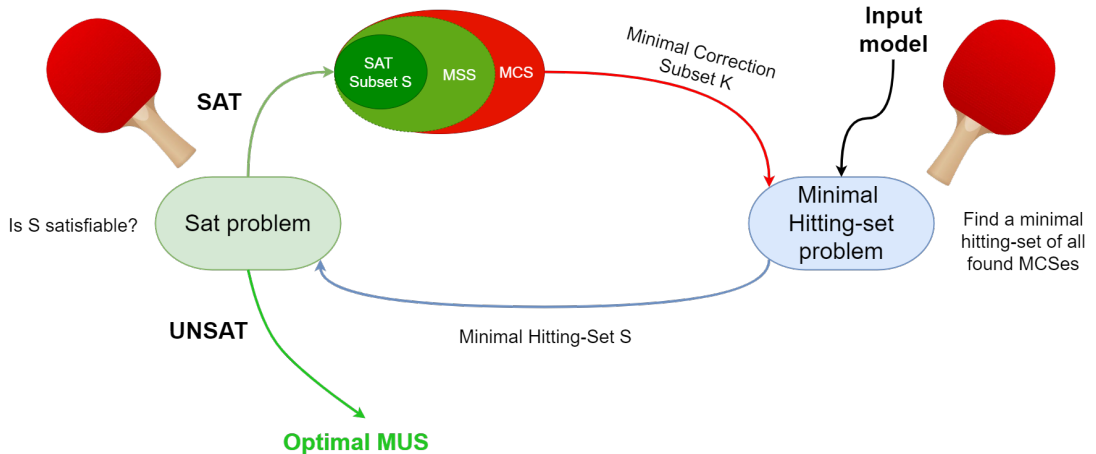 Input
model
SAT
Subset S
MSS
MCS
Minimal Correction
Subset K
SAT
Is S satisfiable?
Sat problem
Minimal
Hitting-set
problem
Find a minimal
hitting-set of all
found MCSes
UNSAT
Minimal Hitting-Set S
Optimal MUS